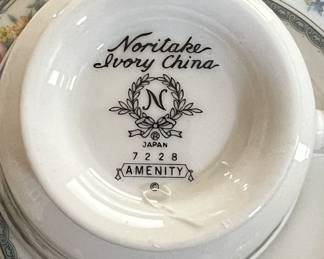 Noritake
Ivory China
N
®
JAPAN
7228
AMENITY
©